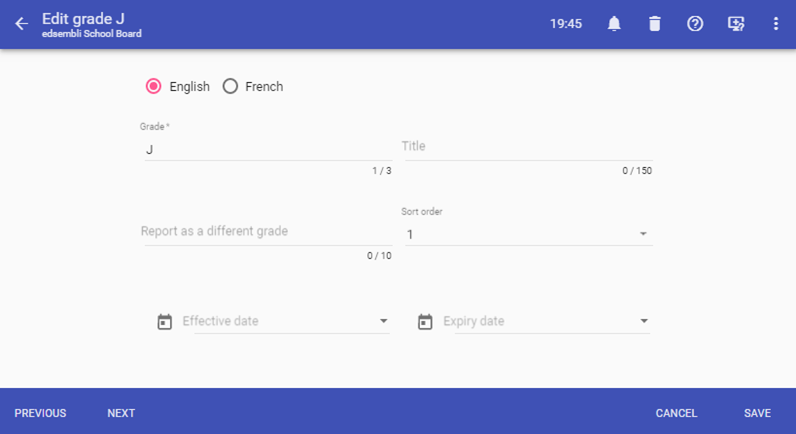 Edit grade J
edsembli School Board
19:45
English French
Grade *
J
Title
1 / 3
0 / 150
Sort order
Report as a different grade
1
0 / 10
Effective date
Expiry date
PREVIOUS NEXT CANCEL SAVE